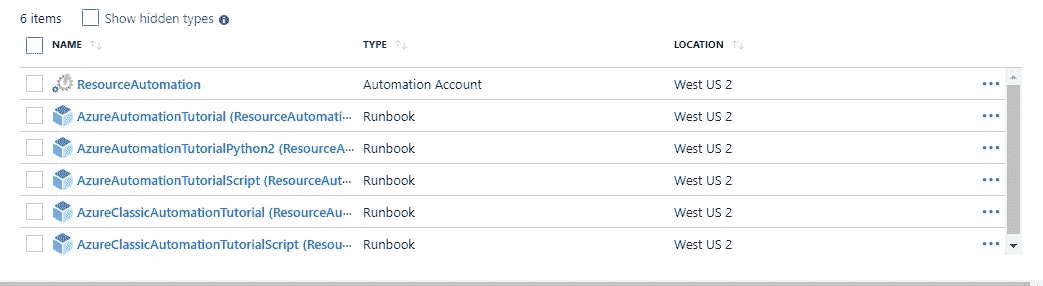 6 items Show hidden types
NAME TYPE LOCATION
ResourceAutomation Automation Account West US 2
AzureAutomationTutorial (ResourceAutomati··· Runbook West US 2
AzureAutomationTutorialPython2 (ResourceA··· Runbook West US 2
AzureAutomationTutorialScript (ResourceAut··· Runbook West US 2
AzureClassicAutomationTutorial (ResourceAu··· Runbook West US 2
AzureClassicAutomationTutorialScript (Resou··· Runbook West US 2